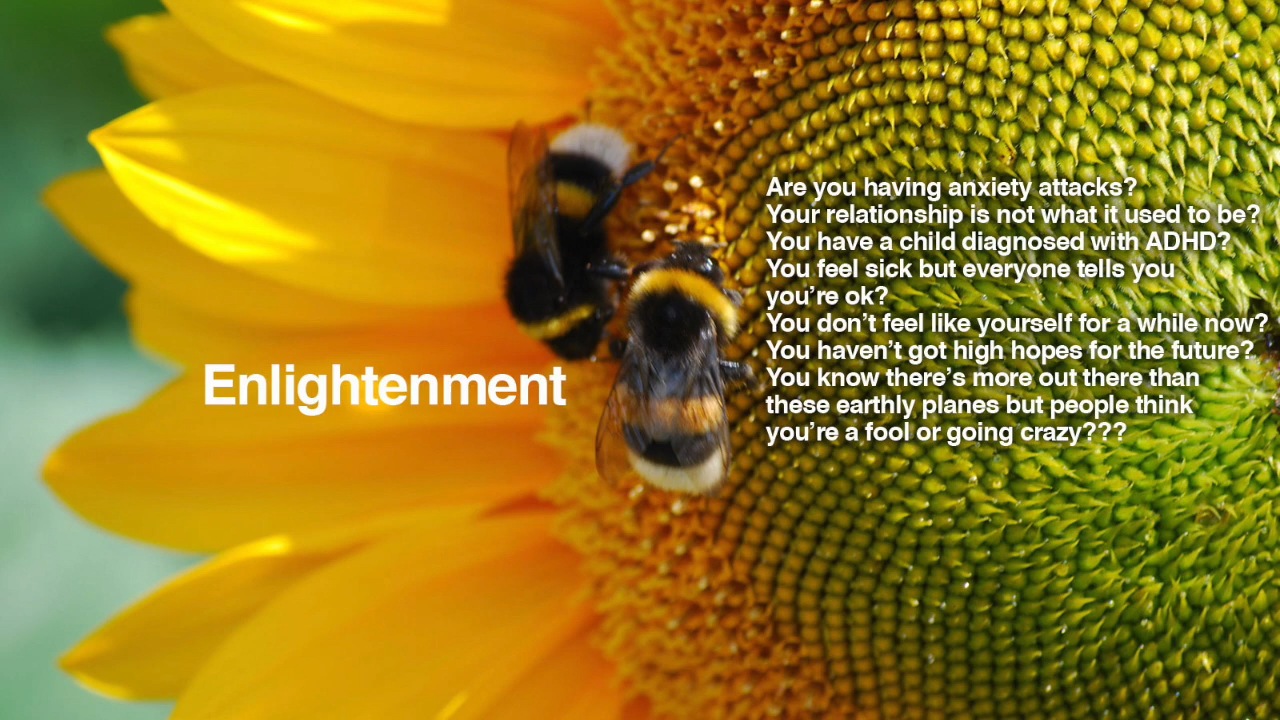 Enlightenment
Are you having anxiety attacks?
Your relationship is not what it used to be?
You have a child diagnosed with ADHD?
You feel sick but everyone tells you
you’re ok?
You don’t feel like yourself for a while now?
You haven’t got high hopes for the future?
You know there’s more out there than
these earthly planes but people think
you’re a fool or going crazy???